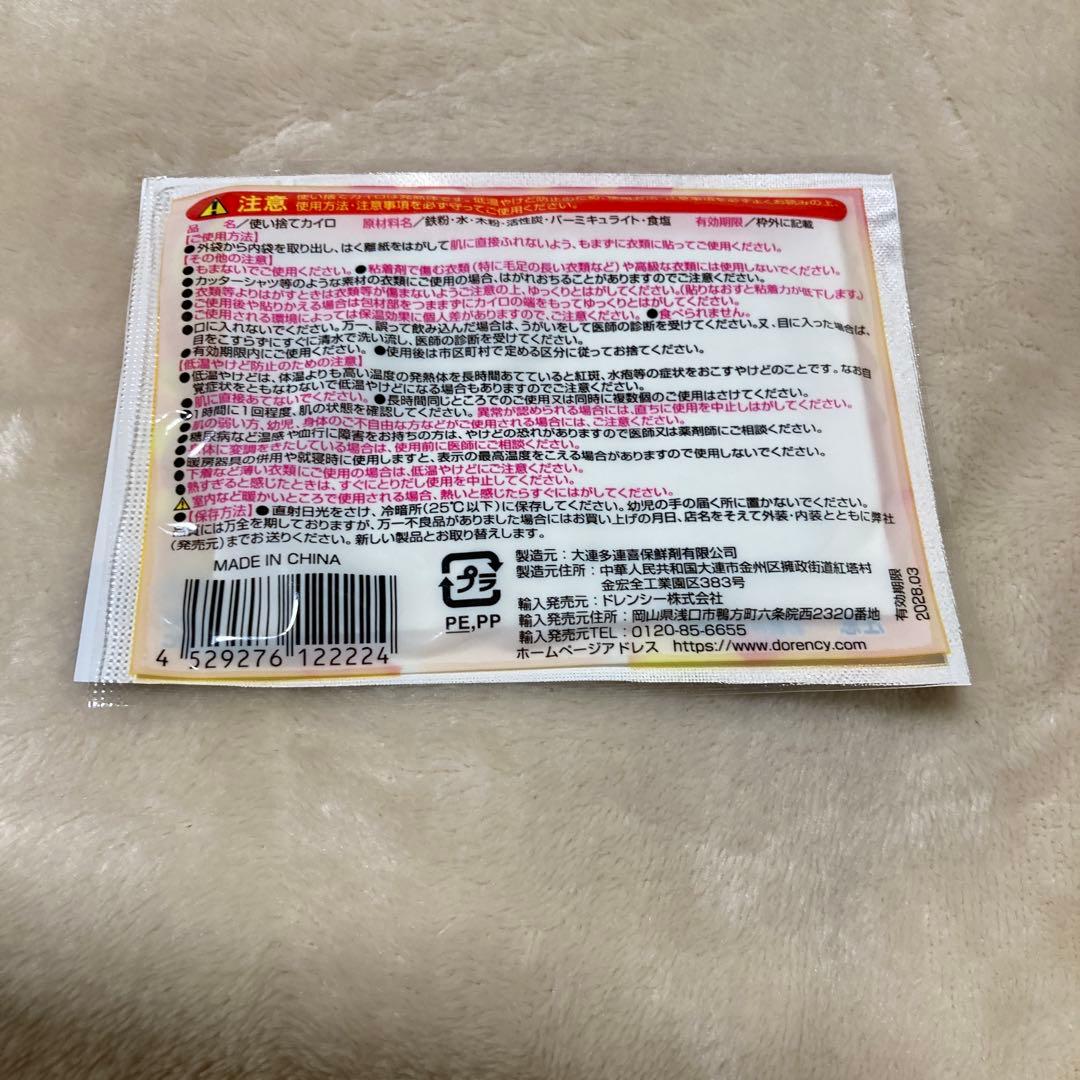 注意
使用方法・注意事項を必ず守ってご使用ください。
品 名／使い捨てカイロ 原材料名／鉄粉・水・木粉・活性炭・バーミキュライト・食塩 有効期限／枠外に記載
【ご使用方法】
●外袋から内袋を取り出し、はく離紙をはがして肌に直接ふれないよう、もまずに衣類に貼ってご使用ください。
【その他の注意】
●もまないでご使用ください。●粘着剤で傷む衣類(特に毛足の長い衣類など)や高級な衣類には使用しないでください。
●カッターシャツ等のような素材の衣類にご使用の場合は、はがれおちることがありますのでご注意ください。
●衣類等よりはがすときは衣類等が傷まないようご注意の上、ゆっくりとはがしてください。(貼りなおすと粘着力が低下します。)
●ご使用後や貼りかえる場合は包材部をつままずにカイロの端をもってゆっくりとはがしてください。
●ご使用される環境によっては保温効果に個人差がありますので、ご注意ください。●食べられません。
●口に入れないでください。万一、誤って飲み込んだ場合は、うがいをして医師の診断を受けてください。又、目に入った場合は、
目をこすらずにすぐに清水で洗い流し、医師の診断を受けてください。
●有効期限内にご使用ください。●使用後は市区町村で定める区分に従ってお捨てください。
【低温やけど防止のための注意】
●低温やけどは、体温よりも高い温度の発熱体を長時間あてていると紅斑、水疱等の症状をおこすやけどのことです。なお自
覚症状をともなわないで低温やけどになる場合もありますのでご注意ください。
●肌に直接あてないでください。●長時間同じところでのご使用又は同時に複数個のご使用はさけてください。
●1時間に1回程度、肌の状態を確認してください。異常が認められる場合には、直ちに使用を中止しはがしてください。
●肌の弱い方、幼児、身体のご不自由な方などがご使用される場合には、ご注意ください。
●糖尿病など温感や血行に障害をお持ちの方は、やけどの恐れがありますので医師又は薬剤師にご相談ください。
●身体に変調をきたしている場合は、使用前に医師にご相談ください。
●暖房器具の併用や就寝時に使用しますと、表示の最高温度をこえる場合がありますので使用しないでください。
●下着など薄い衣類にご使用の場合は、低温やけどにご注意ください。
●熱すぎると感じたときは、すぐにとりだし使用を中止してください。
室内など暖かいところで使用される場合、熱いと感じたらすぐにはがしてください。
●【保存方法】●直射日光をさけ、冷暗所(25℃以下)に保存してください。幼児の手の届く所に置かないでください。
品質には万全を期しておりますが、万一不良品がありました場合にはお買い上げの月日、店名をそえて外装・内装とともに弊社
(発売元)までお送りください。新しい製品とお取り替えします。
MADE IN CHINA
4 529276 122224
プラ
PE,PP
製造元：大連多連喜保鮮剤有限公司
製造元住所：中華人民共和国大連市金州区擁政街道紅塔村
金宏全工業園区383号
輸入発売元：ドレンシー株式会社
輸入発売元住所：岡山県浅口市鴨方町六条院西2320番地
輸入発売元TEL：0120-85-6655
ホームページアドレス https://www.dorency.com
有効期限
2028.03